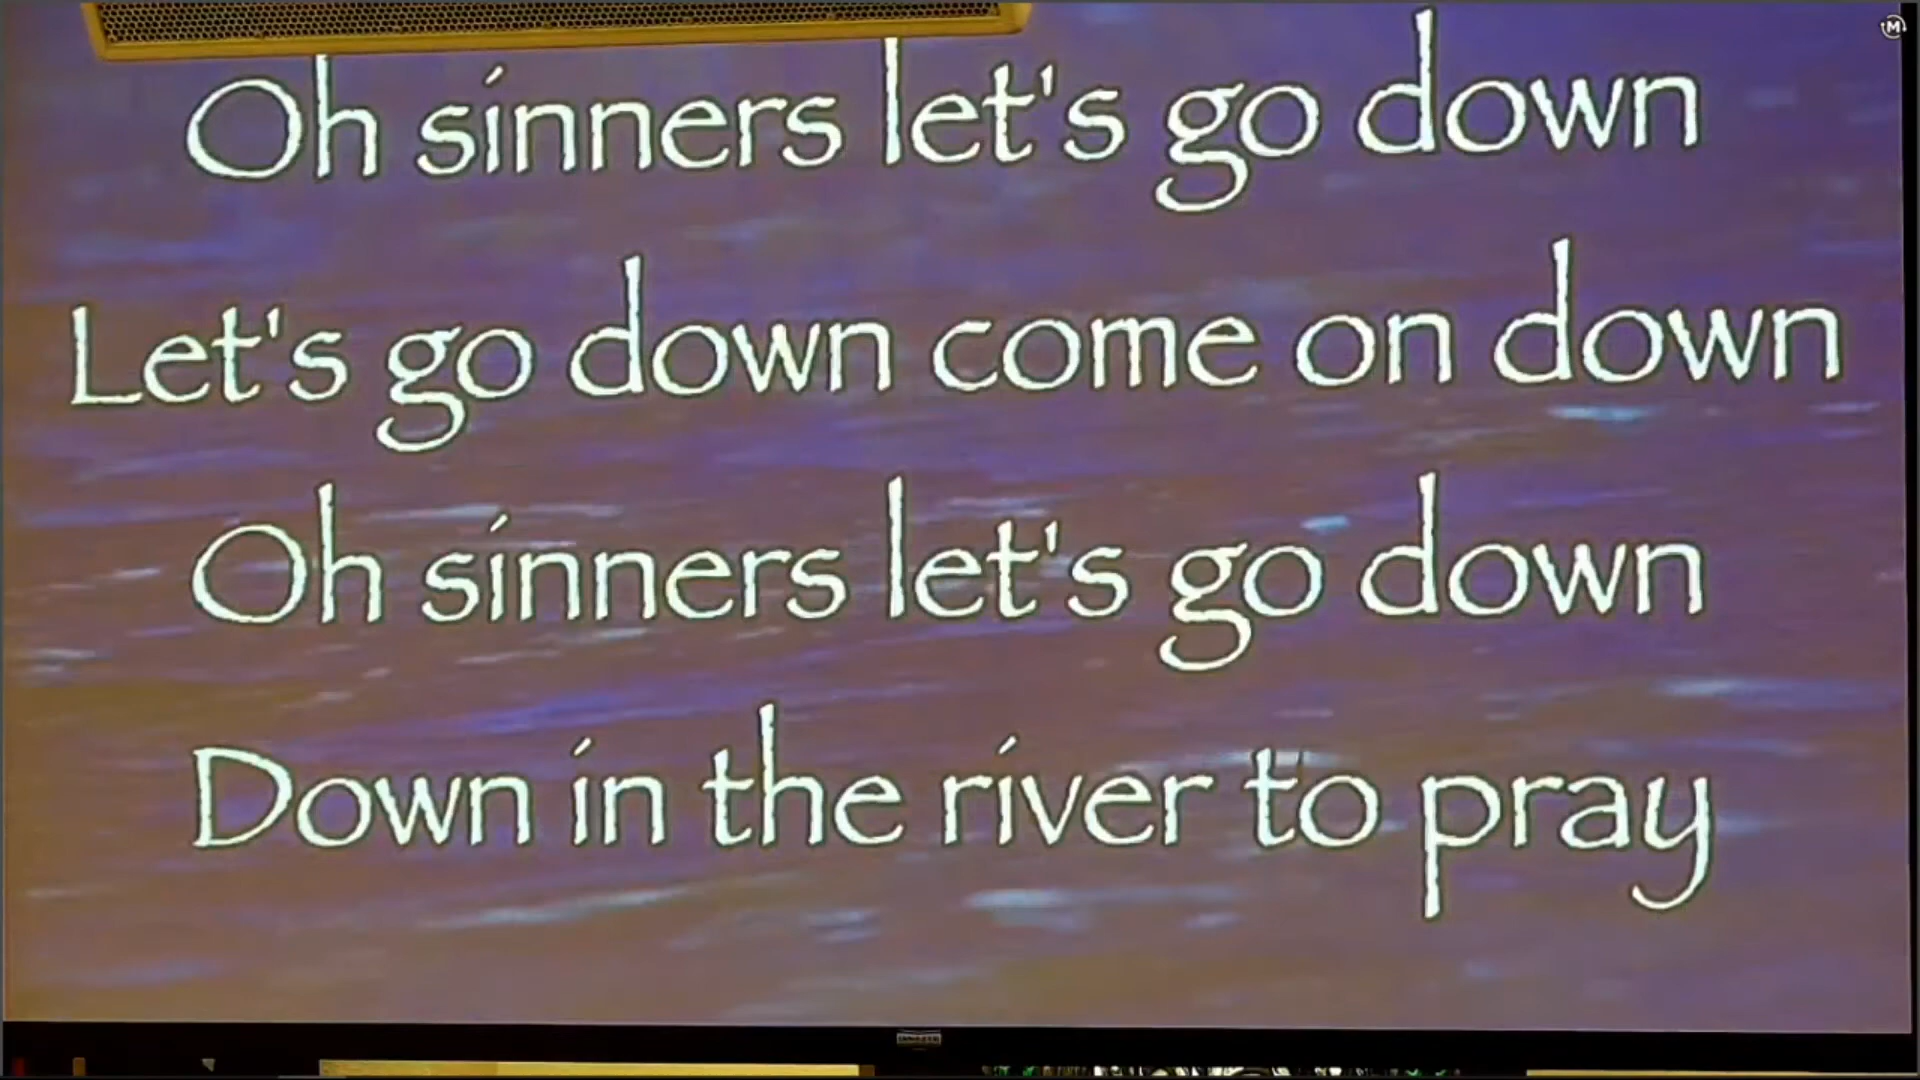 Oh sinners let's go down
Let's go down come on down
Oh sinners let's go down
Down in the river to pray